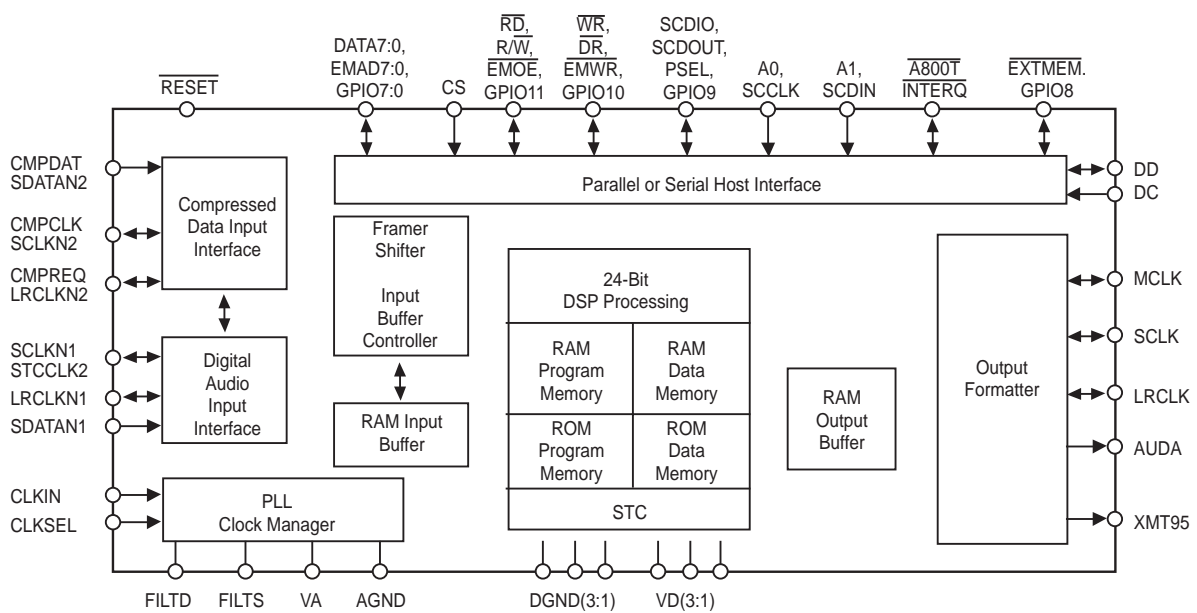 RESET
DATA7:0,
EMAD7:0,
GPIO7:0
CS
RD,
R/W,
EMOE,
GPIO11
WR,
DR,
EMWR,
GPIO10
SCDIO,
SCDOUT,
PSEL,
GPIO9
A0,
SCCLK
A1,
SCDIN
A800T
INTERQ
EXTMEM.
GPIO8
CMPDAT
SDATAN2
CMPCLK
SCLKN2
CMPREQ
LRCLKN2
SCLKN1
STCCLK2
LRCLKN1
SDATAN1
CLKIN
CLKSEL
Compressed
Data Input
Interface
Digital
Audio
Input
Interface
PLL
Clock Manager
Parallel or Serial Host Interface
Framer
Shifter
Input
Buffer
Controller
RAM Input
Buffer
24-Bit
DSP Processing
RAM
Program
Memory
RAM
Data
Memory
ROM
Program
Memory
ROM
Data
Memory
STC
RAM
Output
Buffer
Output
Formatter
DD
DC
MCLK
SCLK
LRCLK
AUDA
XMT95
FILTD
FILTS
VA
AGND
DGND(3:1)
VD(3:1)